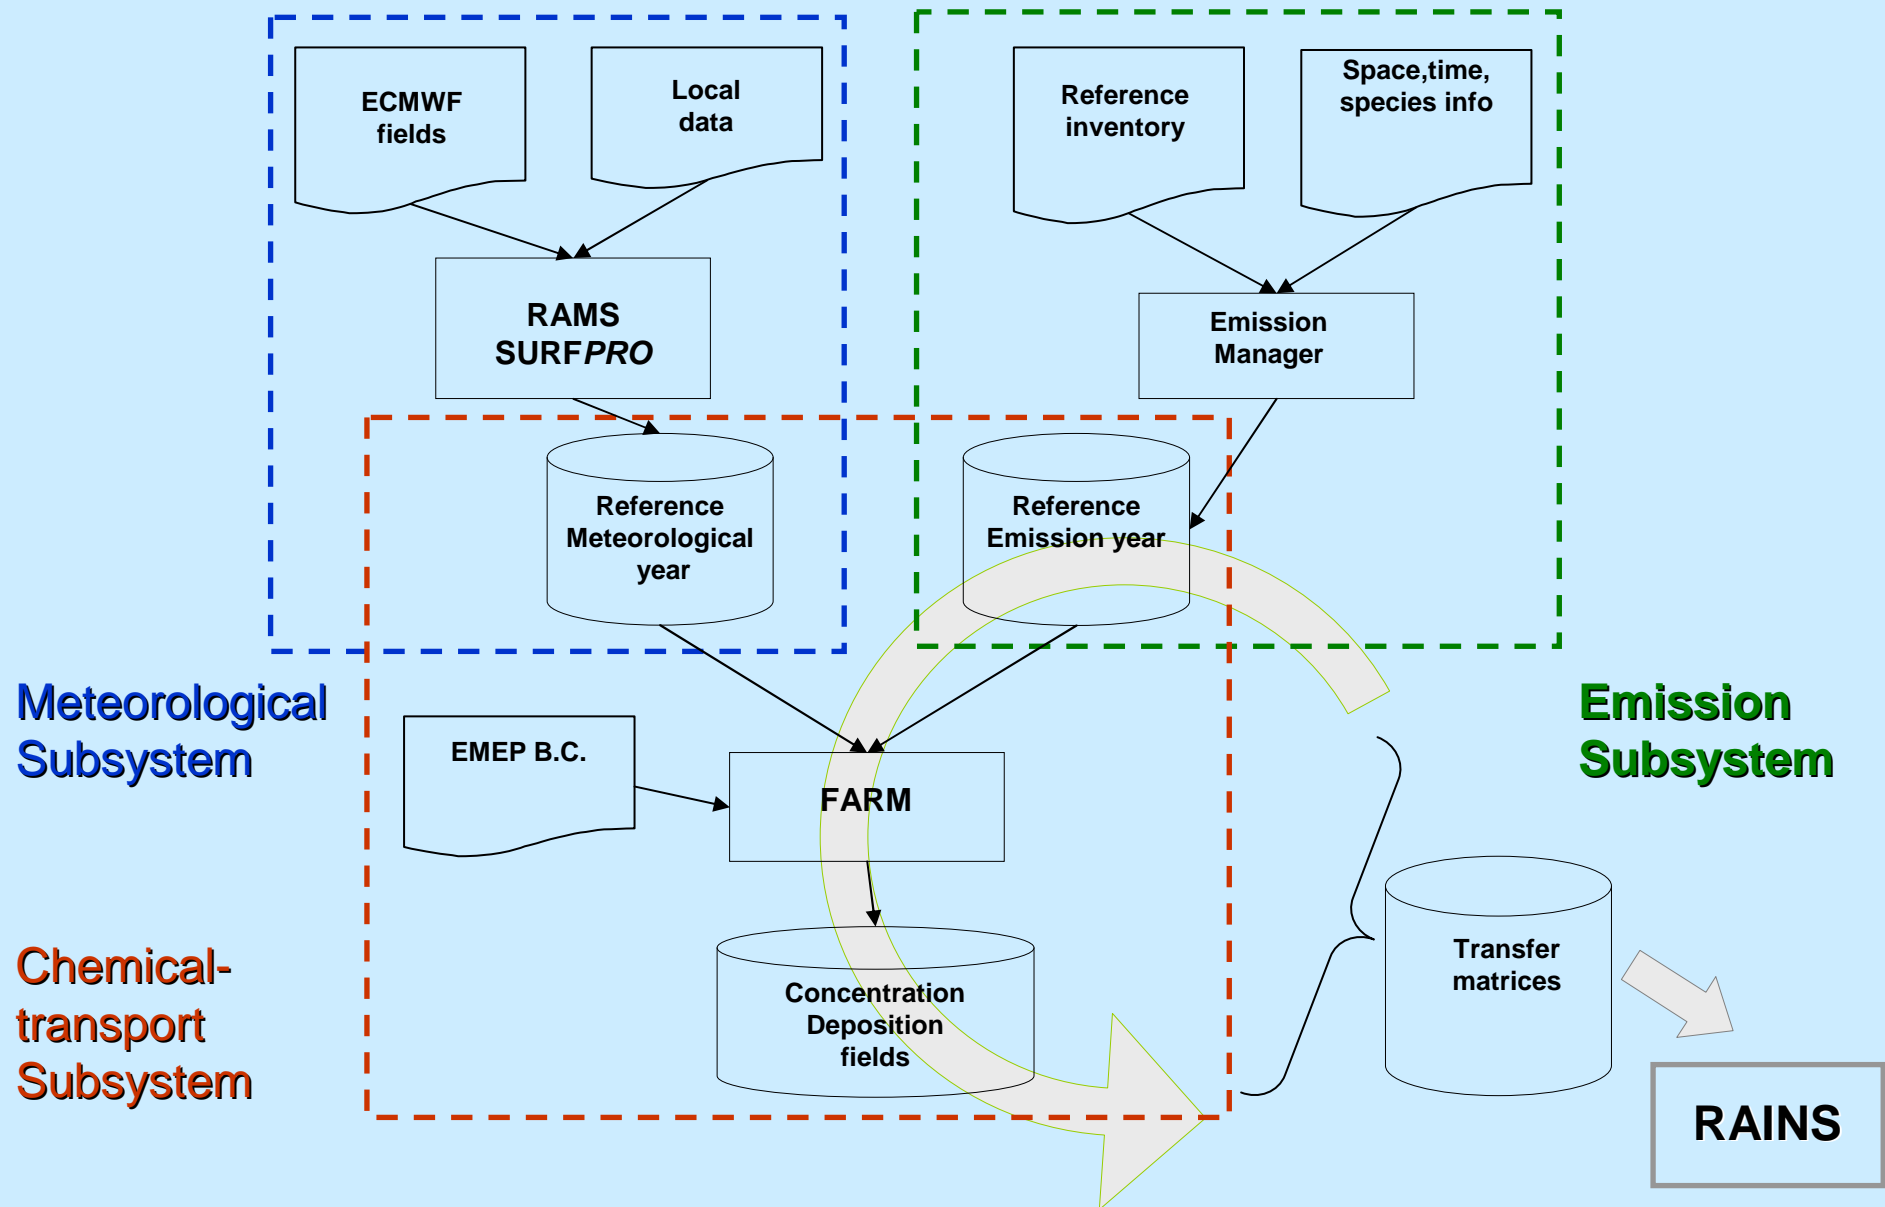 ECMWF
fields
Local
data
Reference
inventory
Space,time,
species info
RAMS
SURFPRO
Emission
Manager
Reference
Meteorological
year
Reference
Emission year
Meteorological
Subsystem
Emission
Subsystem
EMEP B.C.
FARM
Chemical-
transport
Subsystem
Concentration
Deposition
fields
Transfer
matrices
RAINS